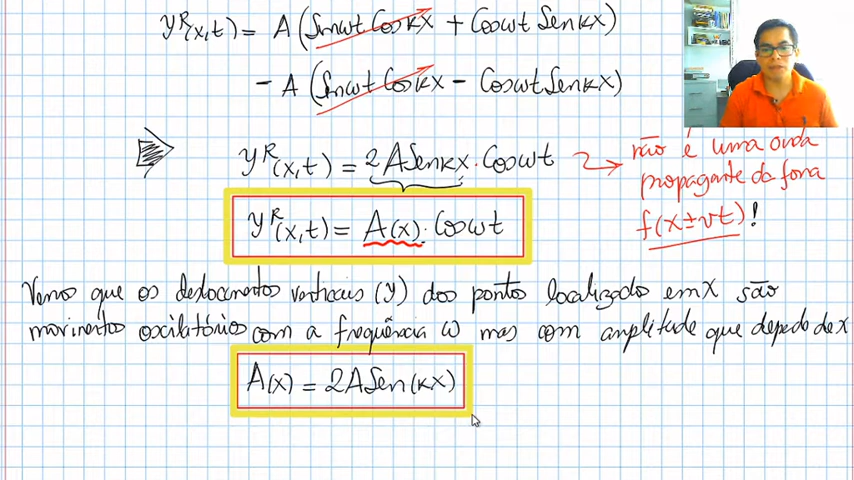 y^R(x,t) = A (Senωt Cos kx + Cosωt Sen kx)
- A (Senωt Cos kx - Cosωt Sen kx)
y^R(x,t) = 2A Sen kx · Cosωt
não é uma onda
propagante da forma
f(x±vt)!
y^R(x,t) = A(x) · Cosωt
Vemos que os deslocamentos verticais (y) dos pontos localizado em x são
movimentos oscilatórios com a frequência ω mas com amplitude que depende de x
A(x) = 2A Sen(kx)